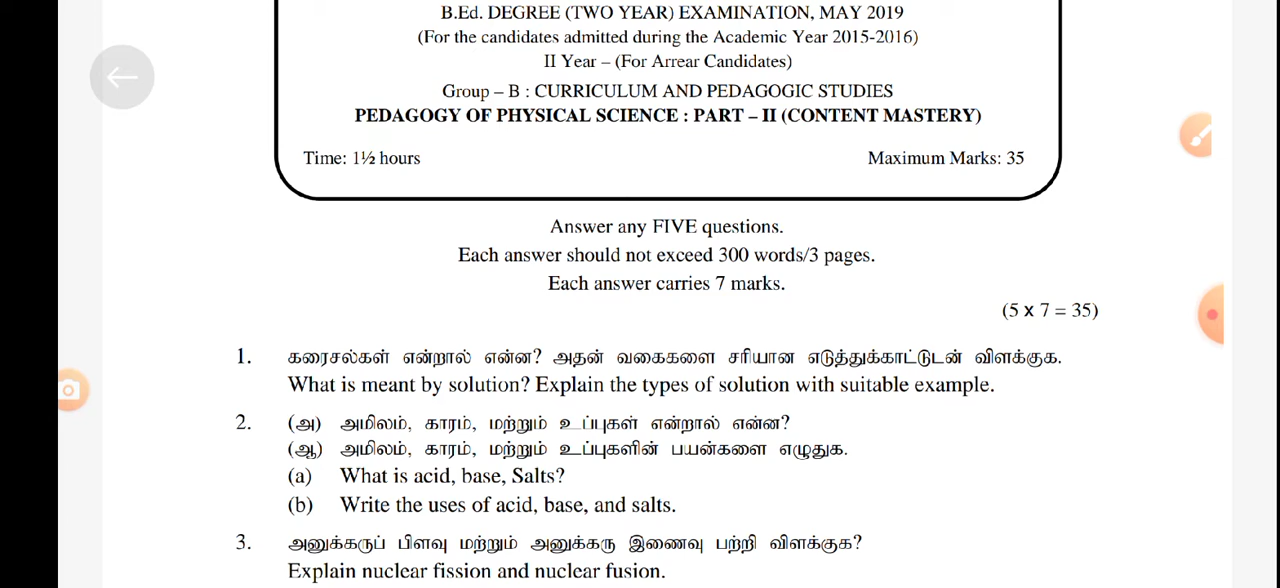 B.Ed. DEGREE (TWO YEAR) EXAMINATION, MAY 2019
(For the candidates admitted during the Academic Year 2015-2016)
II Year – (For Arrear Candidates)
Group – B : CURRICULUM AND PEDAGOGIC STUDIES
PEDAGOGY OF PHYSICAL SCIENCE : PART – II (CONTENT MASTERY)
Time: 1½ hours Maximum Marks: 35
Answer any FIVE questions.
Each answer should not exceed 300 words/3 pages.
Each answer carries 7 marks.
(5 x 7 = 35)
1. கரைசல்கள் என்றால் என்ன? அதன் வகைகளை சரியான எடுத்துக்காட்டுடன் விளக்குக.
What is meant by solution? Explain the types of solution with suitable example.
2. (அ) அமிலம், காரம், மற்றும் உப்புகள் என்றால் என்ன?
(ஆ) அமிலம், காரம், மற்றும் உப்புகளின் பயன்களை எழுதுக.
(a) What is acid, base, Salts?
(b) Write the uses of acid, base, and salts.
3. அனுக்கருப் பிளவு மற்றும் அனுக்கரு இணைவு பற்றி விளக்குக?
Explain nuclear fission and nuclear fusion.